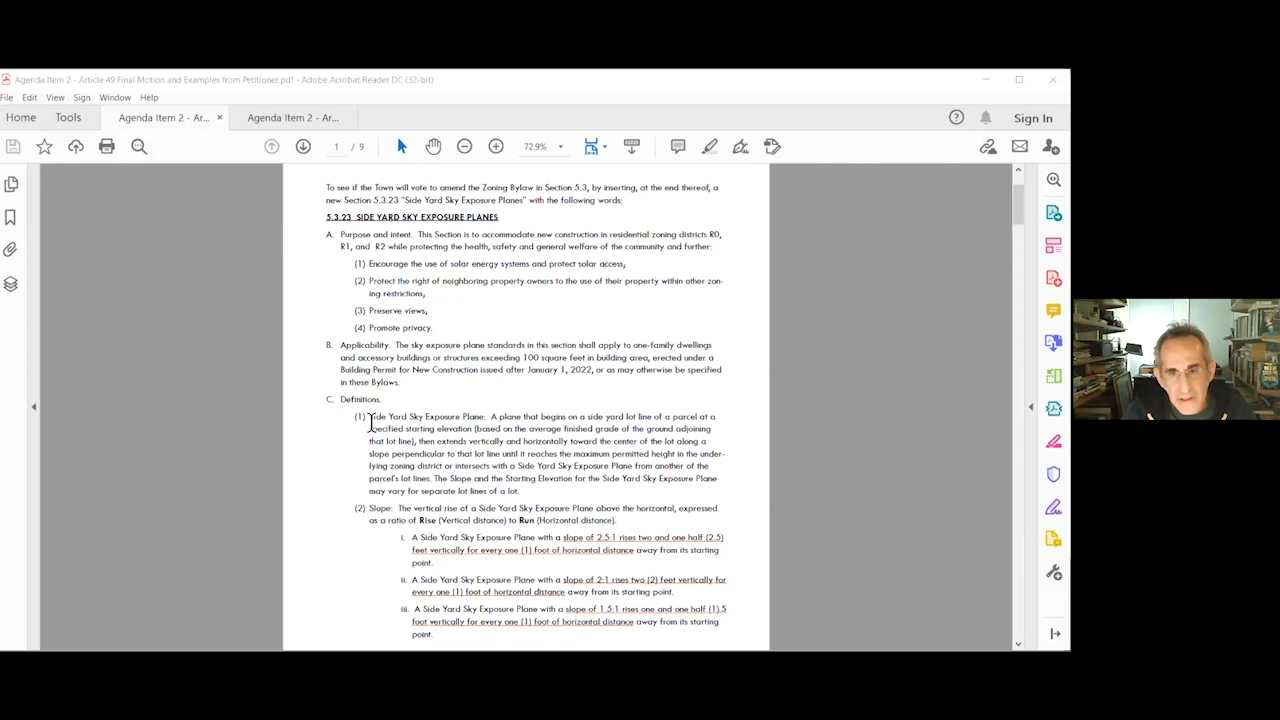 Agenda Item 2 - Article 49 Final Motion and Examples from Petitioner.pdf* - Adobe Acrobat Reader DC (32-bit)
File Edit View Sign Window Help
Home Tools Agenda Item 2 - Ar... × Agenda Item 2 - Ar... Sign In
1 / 9 72.9%
To see if the Town will vote to amend the Zoning Bylaw in Section 5.3, by inserting, at the end thereof, a
new Section 5.3.23 "Side Yard Sky Exposure Planes" with the following words:
5.3.23 SIDE YARD SKY EXPOSURE PLANES
A. Purpose and intent. This Section is to accommodate new construction in residential zoning districts R0,
R1, and R2 while protecting the health, safety and general welfare of the community and further:
(1) Encourage the use of solar energy systems and protect solar access;
(2) Protect the right of neighboring property owners to the use of their property within other zon-
ing restrictions;
(3) Preserve views;
(4) Promote privacy.
B. Applicability. The sky exposure plane standards in this section shall apply to one-family dwellings
and accessory buildings or structures exceeding 100 square feet in building area, erected under a
Building Permit for New Construction issued after January 1, 2022, or as may otherwise be specified
in these Bylaws.
C. Definitions.
(1) Side Yard Sky Exposure Plane: A plane that begins on a side yard lot line of a parcel at a
specified starting elevation (based on the average finished grade of the ground adjoining
that lot line), then extends vertically and horizontally toward the center of the lot along a
slope perpendicular to that lot line until it reaches the maximum permitted height in the under-
lying zoning district or intersects with a Side Yard Sky Exposure Plane from another of the
parcel's lot lines. The Slope and the Starting Elevation for the Side Yard Sky Exposure Plane
may vary for separate lot lines of a lot.
(2) Slope: The vertical rise of a Side Yard Sky Exposure Plane above the horizontal, expressed
as a ratio of Rise (Vertical distance) to Run (Horizontal distance).
i. A Side Yard Sky Exposure Plane with a slope of 2.5:1 rises two and one half (2.5)
feet vertically for every one (1) foot of horizontal distance away from its starting
point.
ii. A Side Yard Sky Exposure Plane with a slope of 2:1 rises two (2) feet vertically for
every one (1) foot of horizontal distance away from its starting point.
iii. A Side Yard Sky Exposure Plane with a slope of 1.5:1 rises one and one half (1).5
foot vertically for every one (1) foot of horizontal distance away from its starting
point.